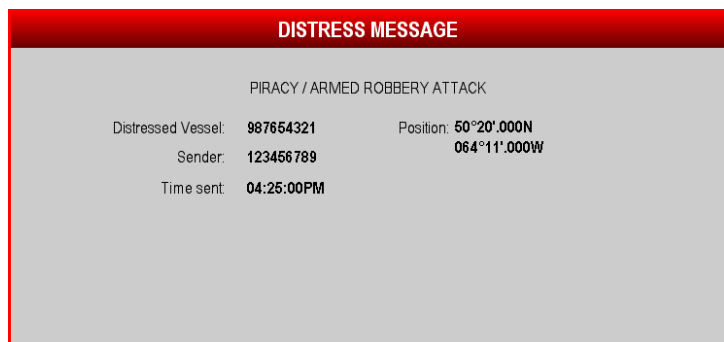 DISTRESS MESSAGE
PIRACY / ARMED ROBBERY ATTACK
Distressed Vessel: 987654321 Position: 50°20'.000N
064°11'.000W
Sender: 123456789
Time sent: 04:25:00PM